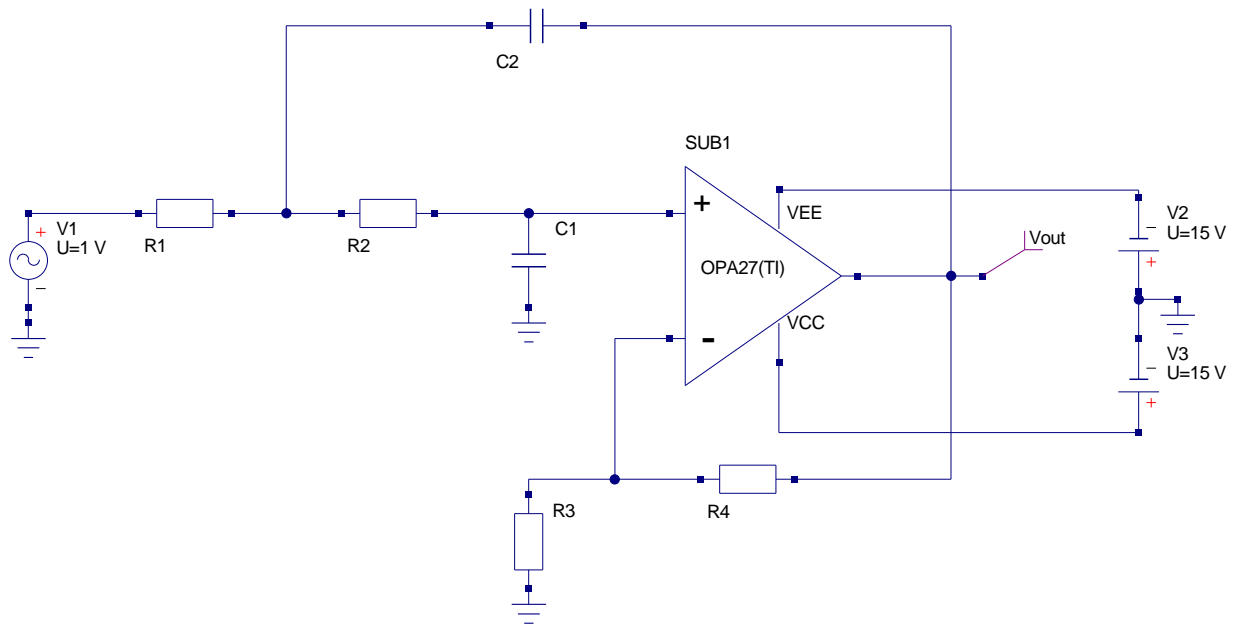 C2
SUB1
+
VEE
V2
U=15 V
V1
U=1 V
R1
R2
C1
OPA27(TI)
Vout
VCC
-
V3
U=15 V
R3
R4